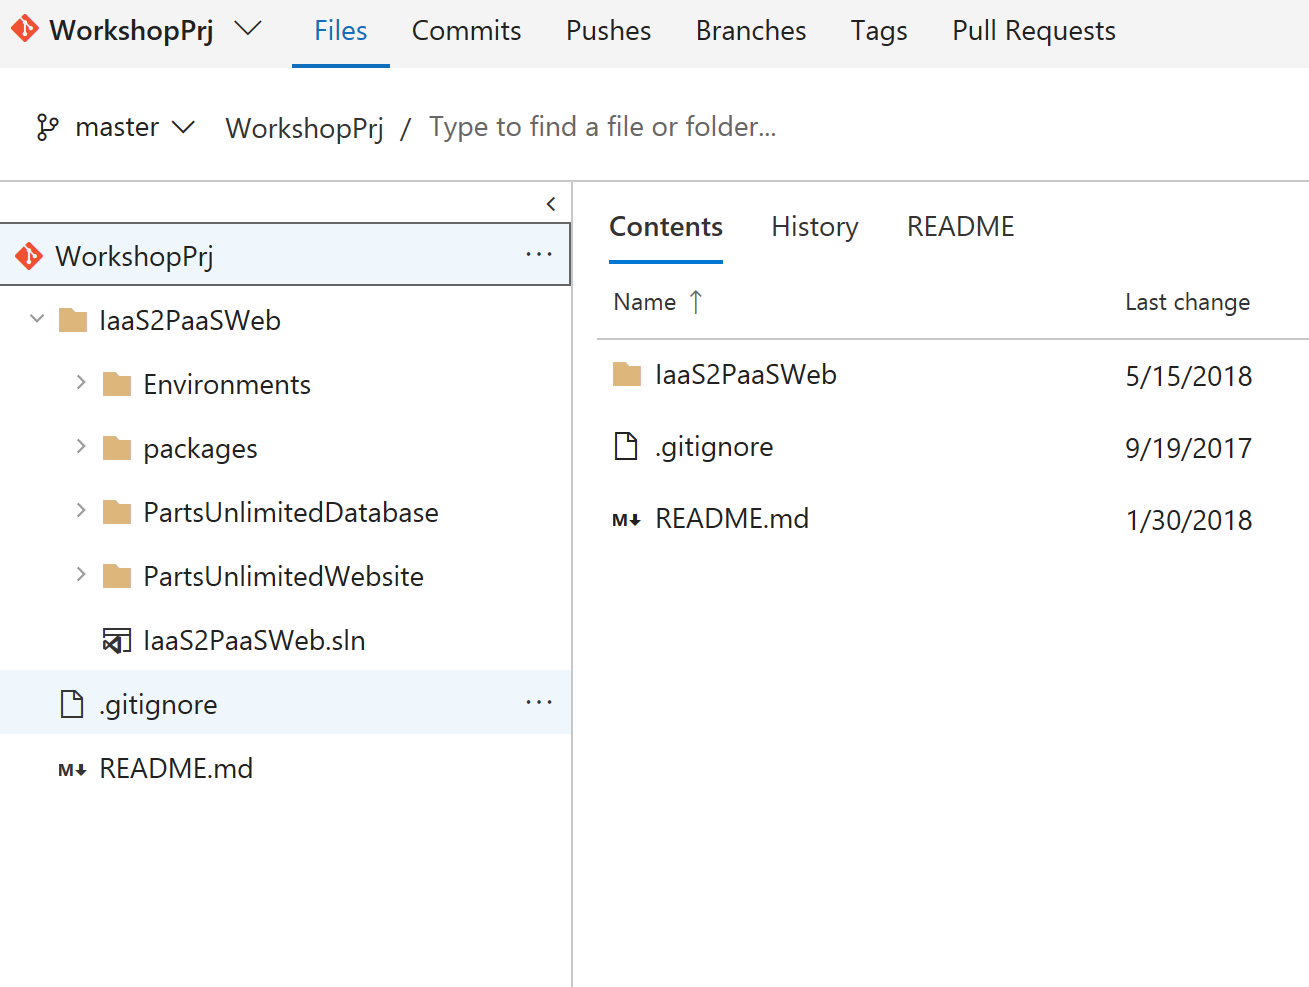 WorkshopPrj Files Commits Pushes Branches Tags Pull Requests
master WorkshopPrj / Type to find a file or folder...
WorkshopPrj ...
IaaS2PaaSWeb
Environments
packages
PartsUnlimitedDatabase
PartsUnlimitedWebsite
IaaS2PaaSWeb.sln
.gitignore ...
M README.md
Contents History README
Name Last change
IaaS2PaaSWeb 5/15/2018
.gitignore 9/19/2017
M README.md 1/30/2018